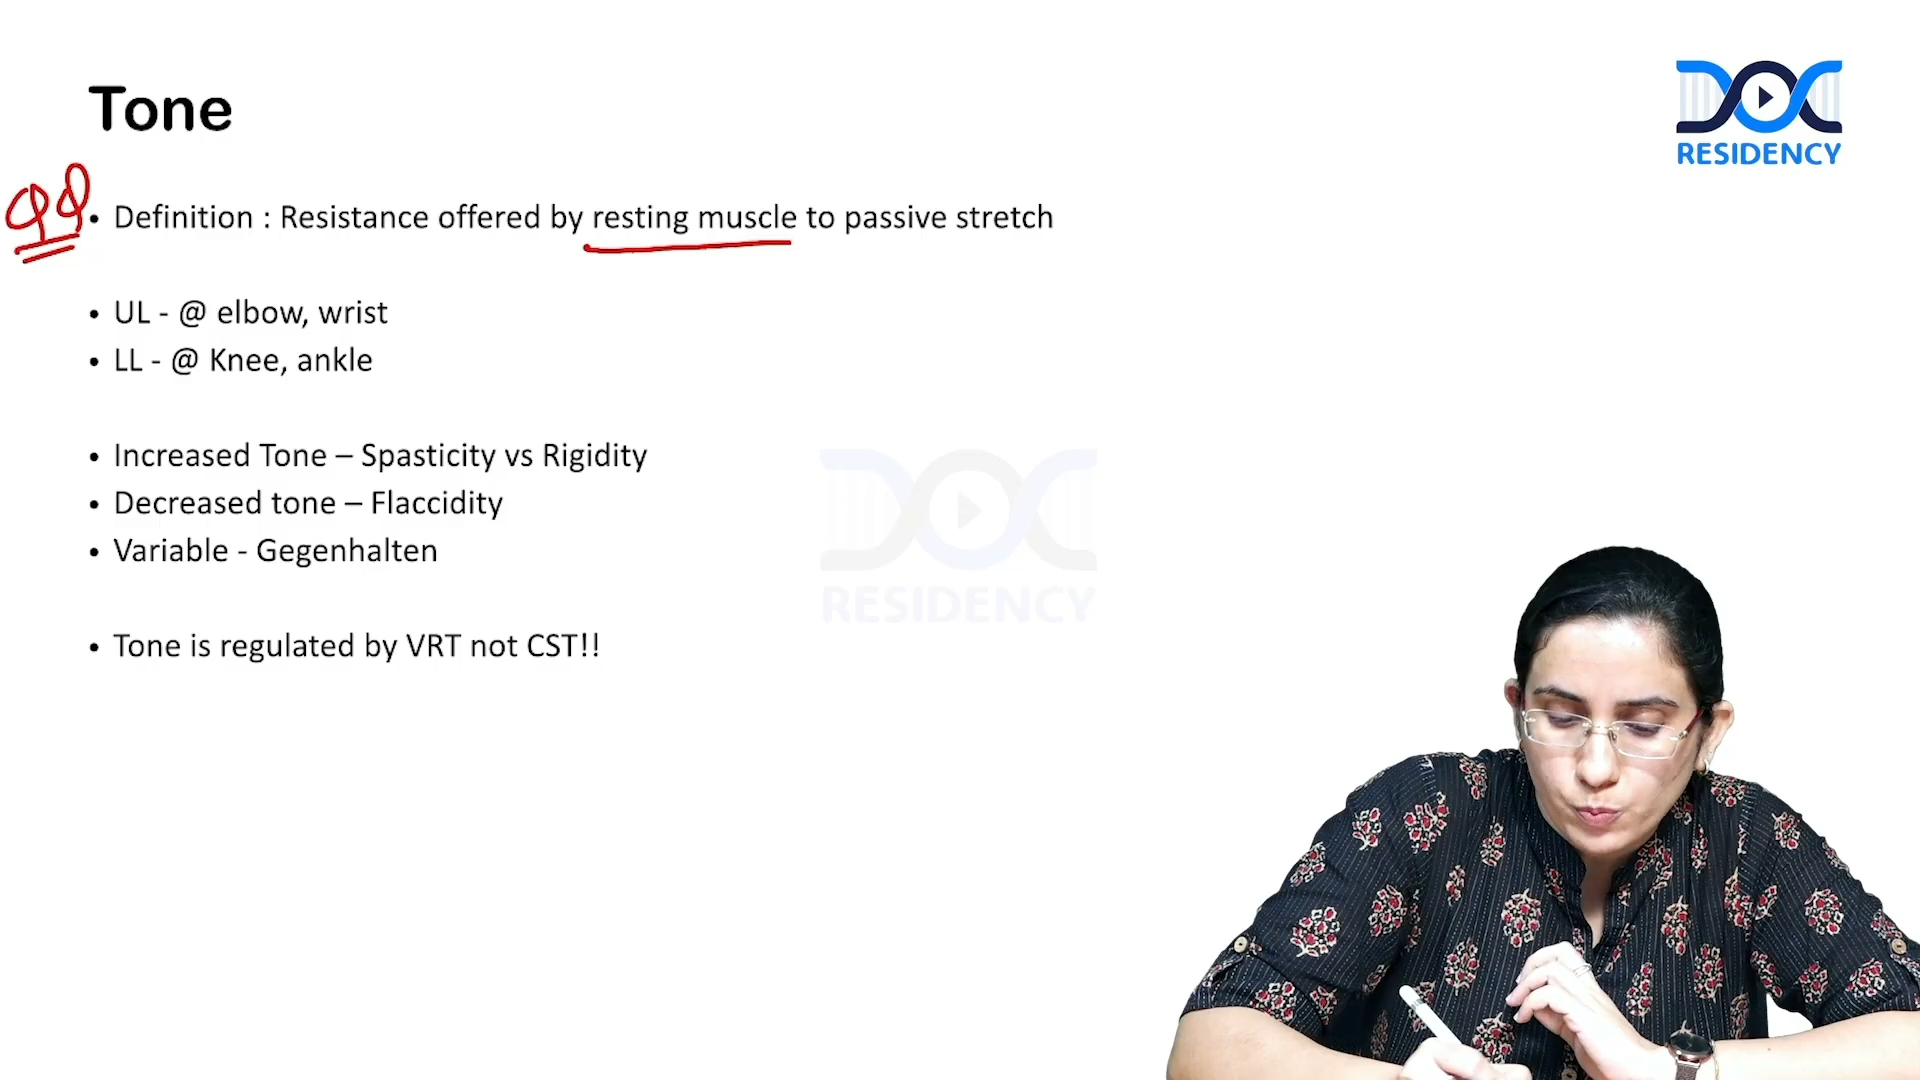 Tone
DOC
RESIDENCY
• Definition : Resistance offered by resting muscle to passive stretch
• UL - @ elbow, wrist
• LL - @ Knee, ankle
• Increased Tone – Spasticity vs Rigidity
• Decreased tone – Flaccidity
• Variable - Gegenhalten
• Tone is regulated by VRT not CST!!
DOC
RESIDENCY